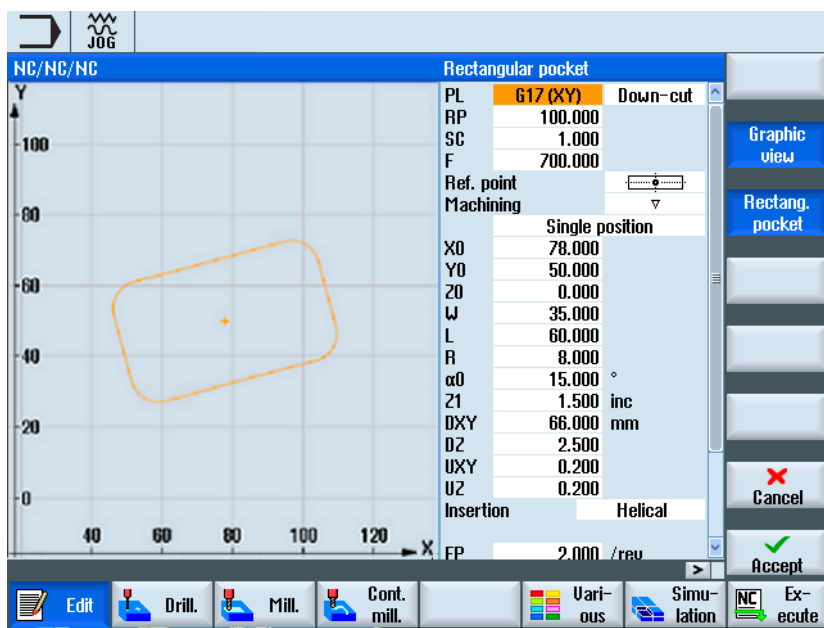 JOG
NC/NC/NC
Rectangular pocket
Y
100
80
60
40
20
0
40 60 80 100 120 X
PL G17 (XY) Down-cut
RP 100.000
SC 1.000
F 700.000
Ref. point
Machining ▽
Single position
X0 78.000
Y0 50.000
Z0 0.000
W 35.000
L 60.000
R 8.000
α0 15.000 °
Z1 1.500 inc
DXY 66.000 mm
DZ 2.500
UXY 0.200
UZ 0.200
Insertion Helical
EP 2.000 /rev
>
Graphic
view
Rectang.
pocket
Cancel
Accept
Edit
Drill.
Mill.
Cont.
mill.
Vari-
ous
Simu-
lation
NC Ex-
ecute